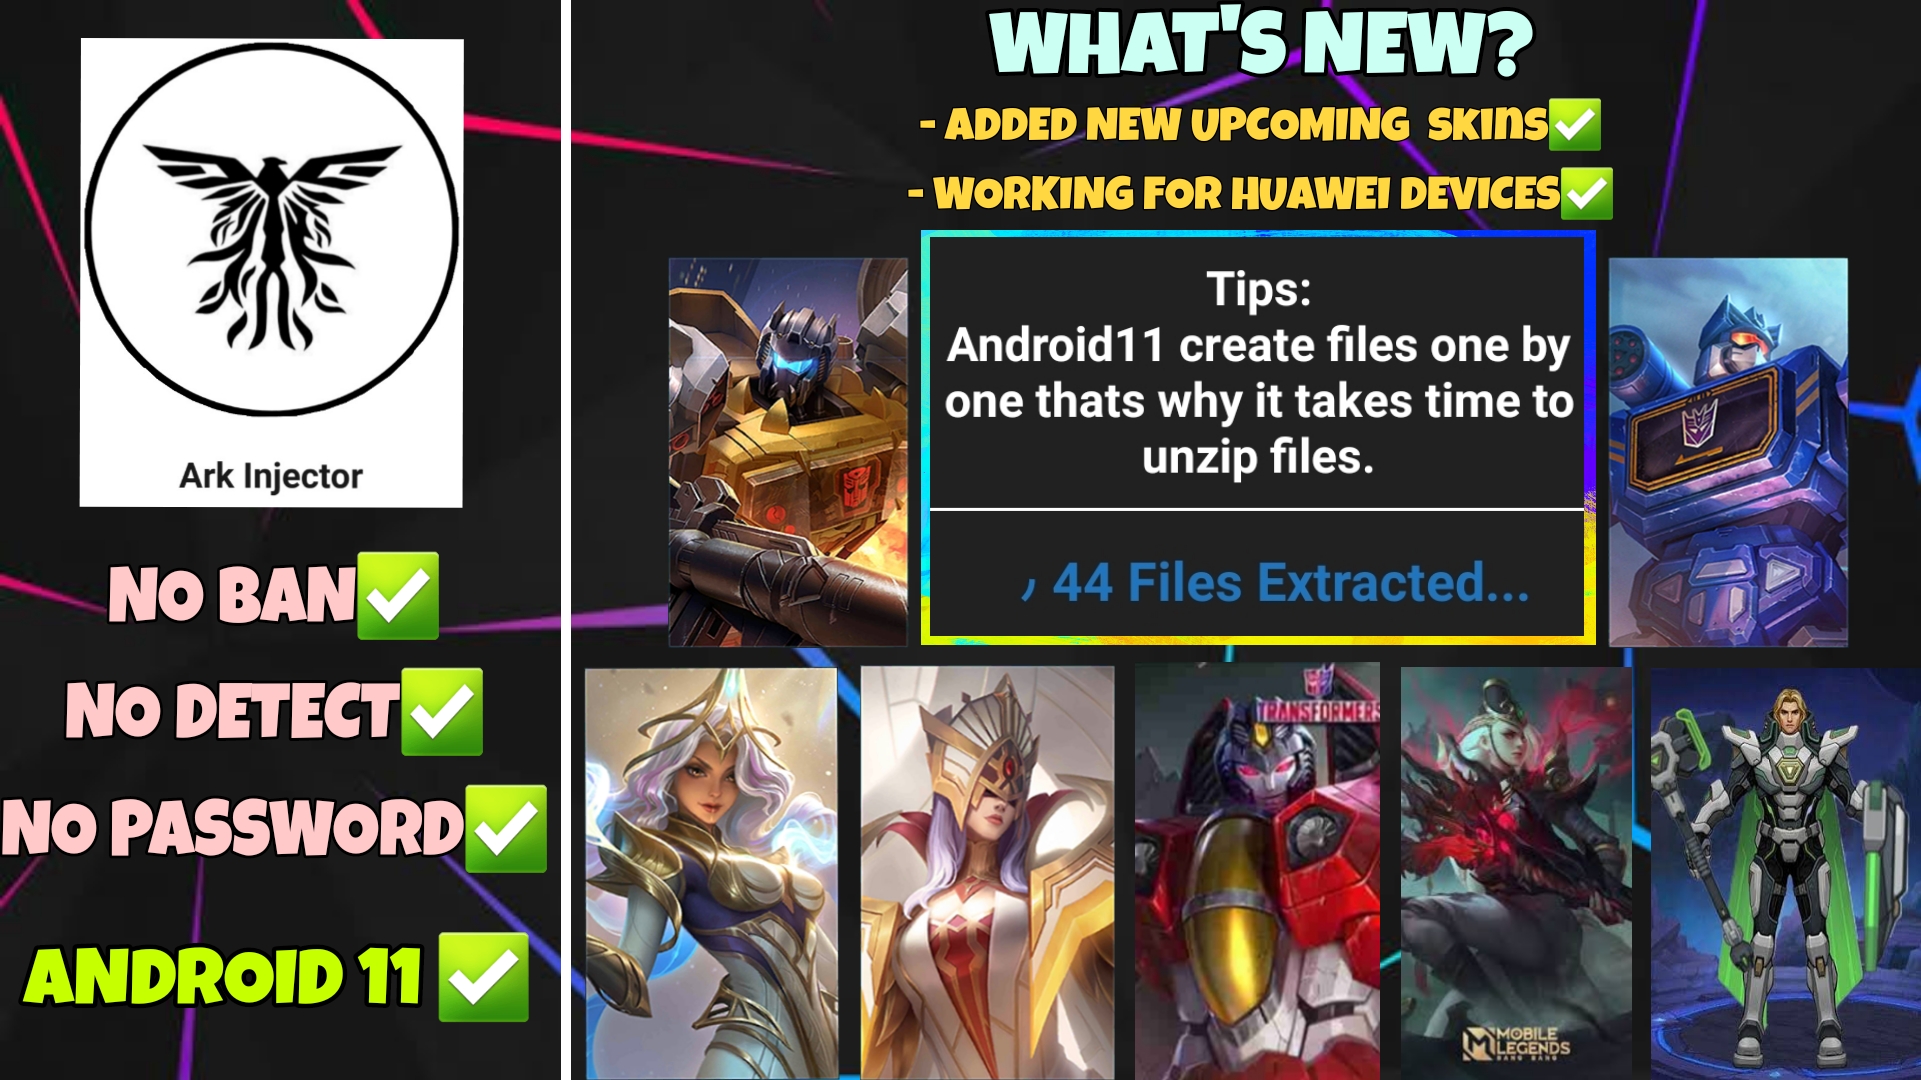 Ark Injector
NO BAN✅
NO DETECT✅
NO PASSWORD✅
ANDROID 11 ✅
WHAT'S NEW?
- ADDED NEW UPCOMING SKINS✅
- WORKING FOR HUAWEI DEVICES✅
Tips:
Android11 create files one by
one thats why it takes time to
unzip files.
44 Files Extracted...
TRANSFORMERS
MOBILE
LEGENDS
BANG BANG